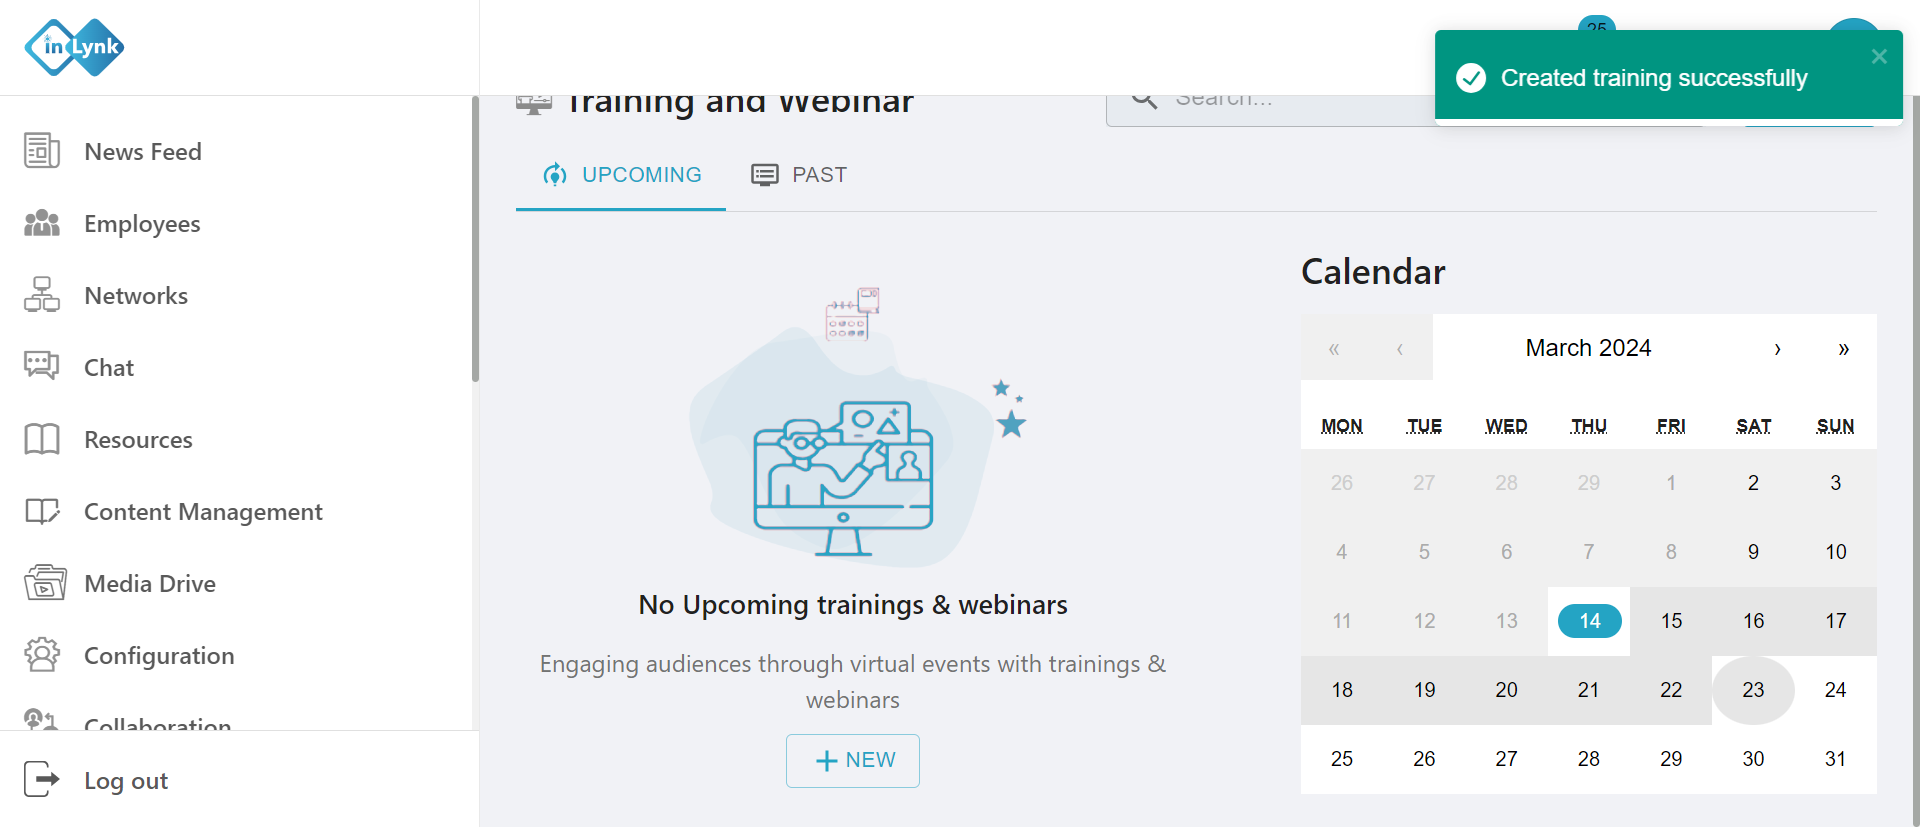 in Lynk
25
Created training successfully
Training and Webinar
Search...
News Feed
Employees
Networks
Chat
Resources
Content Management
Media Drive
Configuration
Collaboration
Log out
UPCOMING
PAST
No Upcoming trainings & webinars
Engaging audiences through virtual events with trainings &
webinars
NEW
Calendar
« ‹ March 2024 › »
MON TUE WED THU FRI SAT SUN
26 27 28 29 1 2 3
4 5 6 7 8 9 10
11 12 13 14 15 16 17
18 19 20 21 22 23 24
25 26 27 28 29 30 31